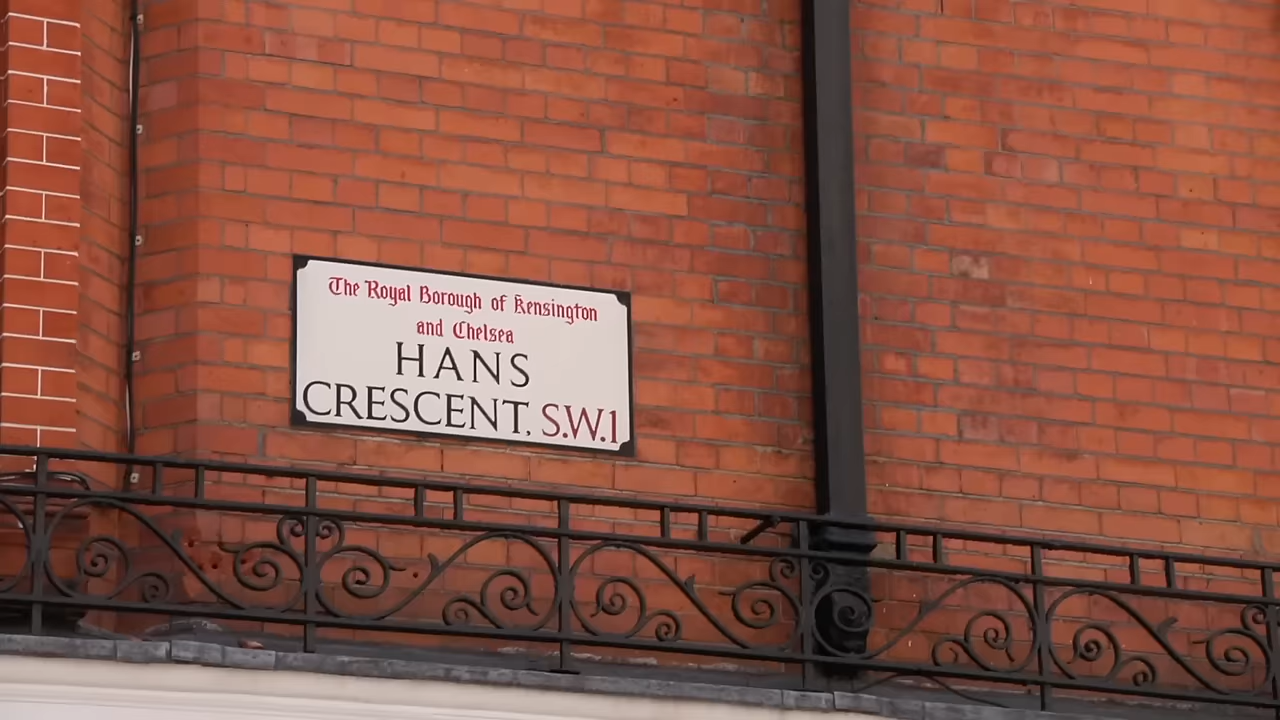 The Royal Borough of Kensington
and Chelsea
HANS
CRESCENT, S.W.1